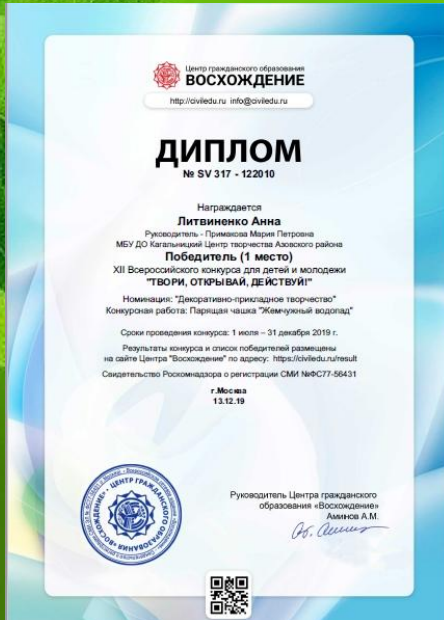 Центр гражданского образования
ВОСХОЖДЕНИЕ
http://civiledu.ru info@civiledu.ru
ДИПЛОМ
№ SV 317 - 122010
Награждается
Литвиненко Анна
Руководитель - Примакова Мария Петровна
МБУ ДО Кагальницкий Центр творчества Азовского района
Победитель (1 место)
XII Всероссийского конкурса для детей и молодежи
"ТВОРИ, ОТКРЫВАЙ, ДЕЙСТВУЙ!"
Номинация: "Декоративно-прикладное творчество"
Конкурсная работа: Парящая чашка "Жемчужный водопад"
Сроки проведения конкурса: 1 июля – 31 декабря 2019 г.
Результаты конкурса и список победителей размещены
на сайте Центра "Восхождение" по адресу: https://civiledu.ru/result
Свидетельство Роскомнадзора о регистрации СМИ №ФС77-56431
г.Москва
13.12.19
Руководитель Центра гражданского
образования «Восхождение»
Аминов А.М.
ЦЕНТР ГРАЖДАНСКОГО ОБРАЗОВАНИЯ «ВОСХОЖДЕНИЕ»